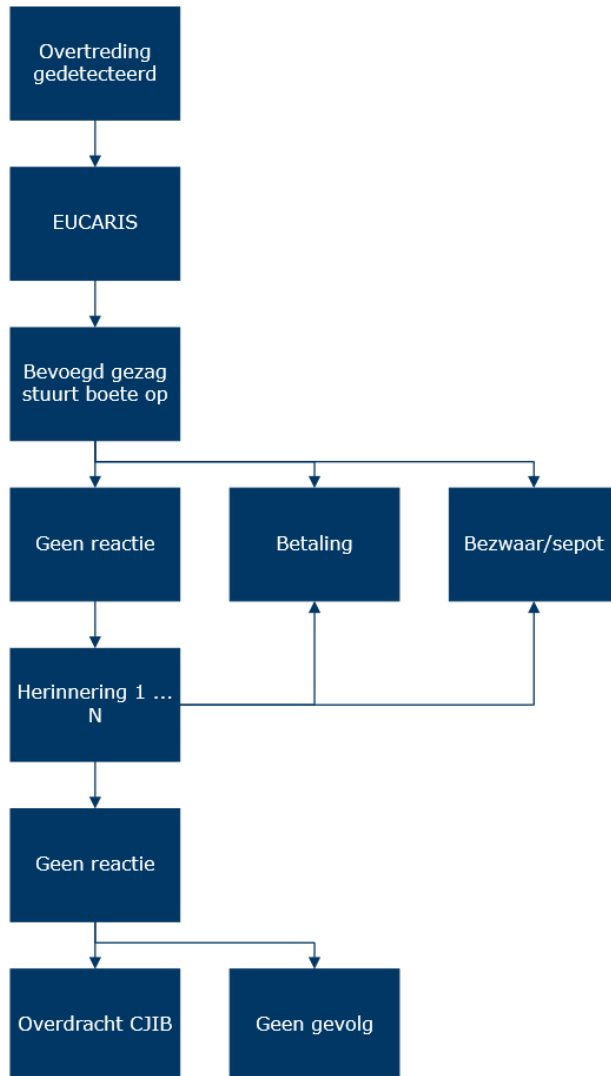 Overtreding
gedetecteerd
EUCARIS
Bevoegd gezag
stuurt boete op
Geen reactie
Betaling
Bezwaar/sepot
Herinnering 1 ...
N
Geen reactie
Overdracht CJIB
Geen gevolg